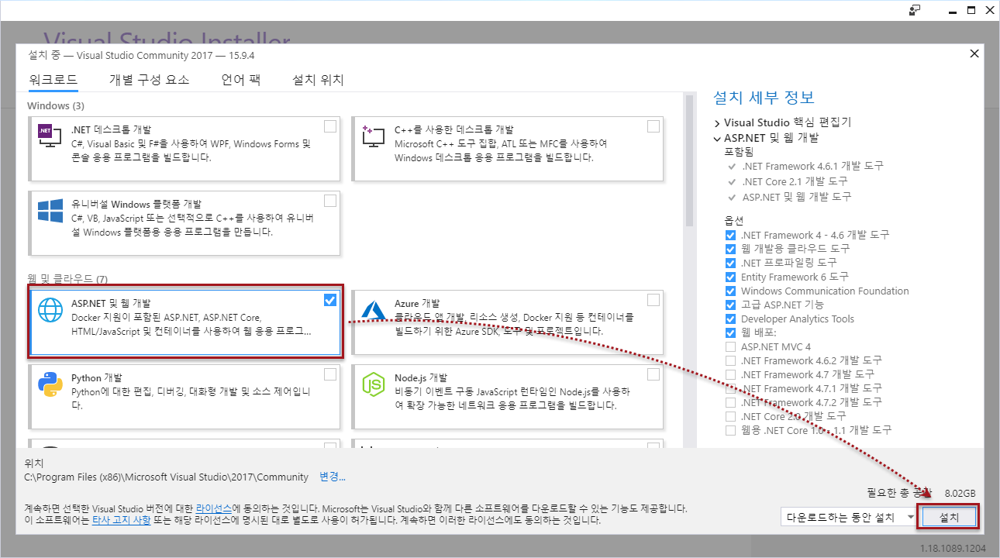 Visual Studio Installer
설치 중 — Visual Studio Community 2017 — 15.9.4
워크로드
개별 구성 요소
언어 팩
설치 위치
Windows (3)
.NET
.NET 데스크톱 개발
C#, Visual Basic 및 F#을 사용하여 WPF, Windows Forms 및
콘솔 응용 프로그램을 빌드합니다.
C++를 사용한 데스크톱 개발
Microsoft C++ 도구 집합, ATL 또는 MFC를 사용하여
Windows 데스크톱 응용 프로그램을 빌드합니다.
유니버설 Windows 플랫폼 개발
C#, VB, JavaScript 또는 선택적으로 C++를 사용하여 유니버
설 Windows 플랫폼용 응용 프로그램을 만듭니다.
웹 및 클라우드 (7)
ASP.NET 및 웹 개발
Docker 지원이 포함된 ASP.NET, ASP.NET Core,
HTML/JavaScript 및 컨테이너를 사용하여 웹 응용 프로그...
Azure 개발
클라우드 앱 개발, 리소스 생성, Docker 지원 등 컨테이너를
빌드하기 위한 Azure SDK, 도구 및 프로젝트입니다.
Python 개발
Python에 대한 편집, 디버깅, 대화형 개발 및 소스 제어입니
다.
JS
Node.js 개발
비동기 이벤트 구동 JavaScript 런타임인 Node.js를 사용하
여 확장 가능한 네트워크 응용 프로그램을 빌드합니다.
설치 세부 정보
Visual Studio 핵심 편집기
ASP.NET 및 웹 개발
포함됨
.NET Framework 4.6.1 개발 도구
.NET Core 2.1 개발 도구
ASP.NET 및 웹 개발 도구
옵션
.NET Framework 4 - 4.6 개발 도구
웹 개발용 클라우드 도구
.NET 프로파일링 도구
Entity Framework 6 도구
Windows Communication Foundation
고급 ASP.NET 기능
Developer Analytics Tools
웹 배포:
ASP.NET MVC 4
.NET Framework 4.6.2 개발 도구
.NET Framework 4.7 개발 도구
.NET Framework 4.7.1 개발 도구
.NET Framework 4.7.2 개발 도구
.NET Core 2.0 개발 도구
웹용 .NET Core 1.0 - 1.1 개발 도구
위치
C:\Program Files (x86)\Microsoft Visual Studio\2017\Community 변경...
필요한 총 공간 8.02GB
계속하면 선택한 Visual Studio 버전에 대한 라이선스에 동의하는 것입니다. Microsoft는 Visual Studio와 함께 다른 소프트웨어를 다운로드할 수 있는 기능도 제공합니다.
이 소프트웨어는 타사 고지 사항 또는 해당 라이선스에 명시된 대로 별도로 사용이 허가됩니다. 계속하면 이러한 라이선스에도 동의하는 것입니다.
다운로드하는 동안 설치
설치
1.18.1089.1204